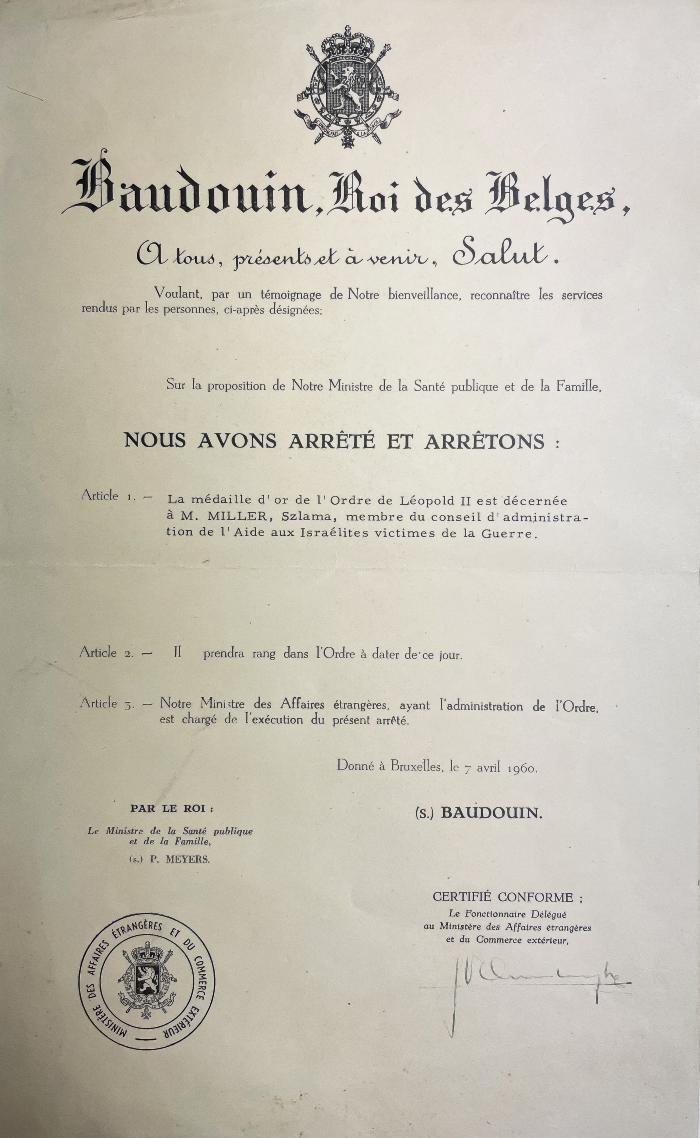 Baudouin, Roi des Belges,
A tous, présents et à venir, Salut.
Voulant, par un témoignage de Notre bienveillance, reconnaître les services
rendus par les personnes, ci-après désignées;
Sur la proposition de Notre Ministre de la Santé publique et de la Famille,
NOUS AVONS ARRÊTÉ ET ARRÊTONS :
Article 1. — La médaille d'or de l'Ordre de Léopold II est décernée
à M. MILLER, Szlama, membre du conseil d'administra-
tion de l'Aide aux Israélites victimes de la Guerre.
Article 2. — Il prendra rang dans l'Ordre à dater de ce jour.
Article 3. — Notre Ministre des Affaires étrangères, ayant l'administration de l'Ordre,
est chargé de l'exécution du présent arrêté.
Donné à Bruxelles, le 7 avril 1960.
PAR LE ROI :
Le Ministre de la Santé publique
et de la Famille,
(s.) P. MEYERS.
(s.) BAUDOUIN.
CERTIFIÉ CONFORME :
Le Fonctionnaire Délégué
au Ministère des Affaires étrangères
et du Commerce extérieur,
MINISTÈRE DES AFFAIRES ÉTRANGÈRES ET DU COMMERCE EXTÉRIEUR